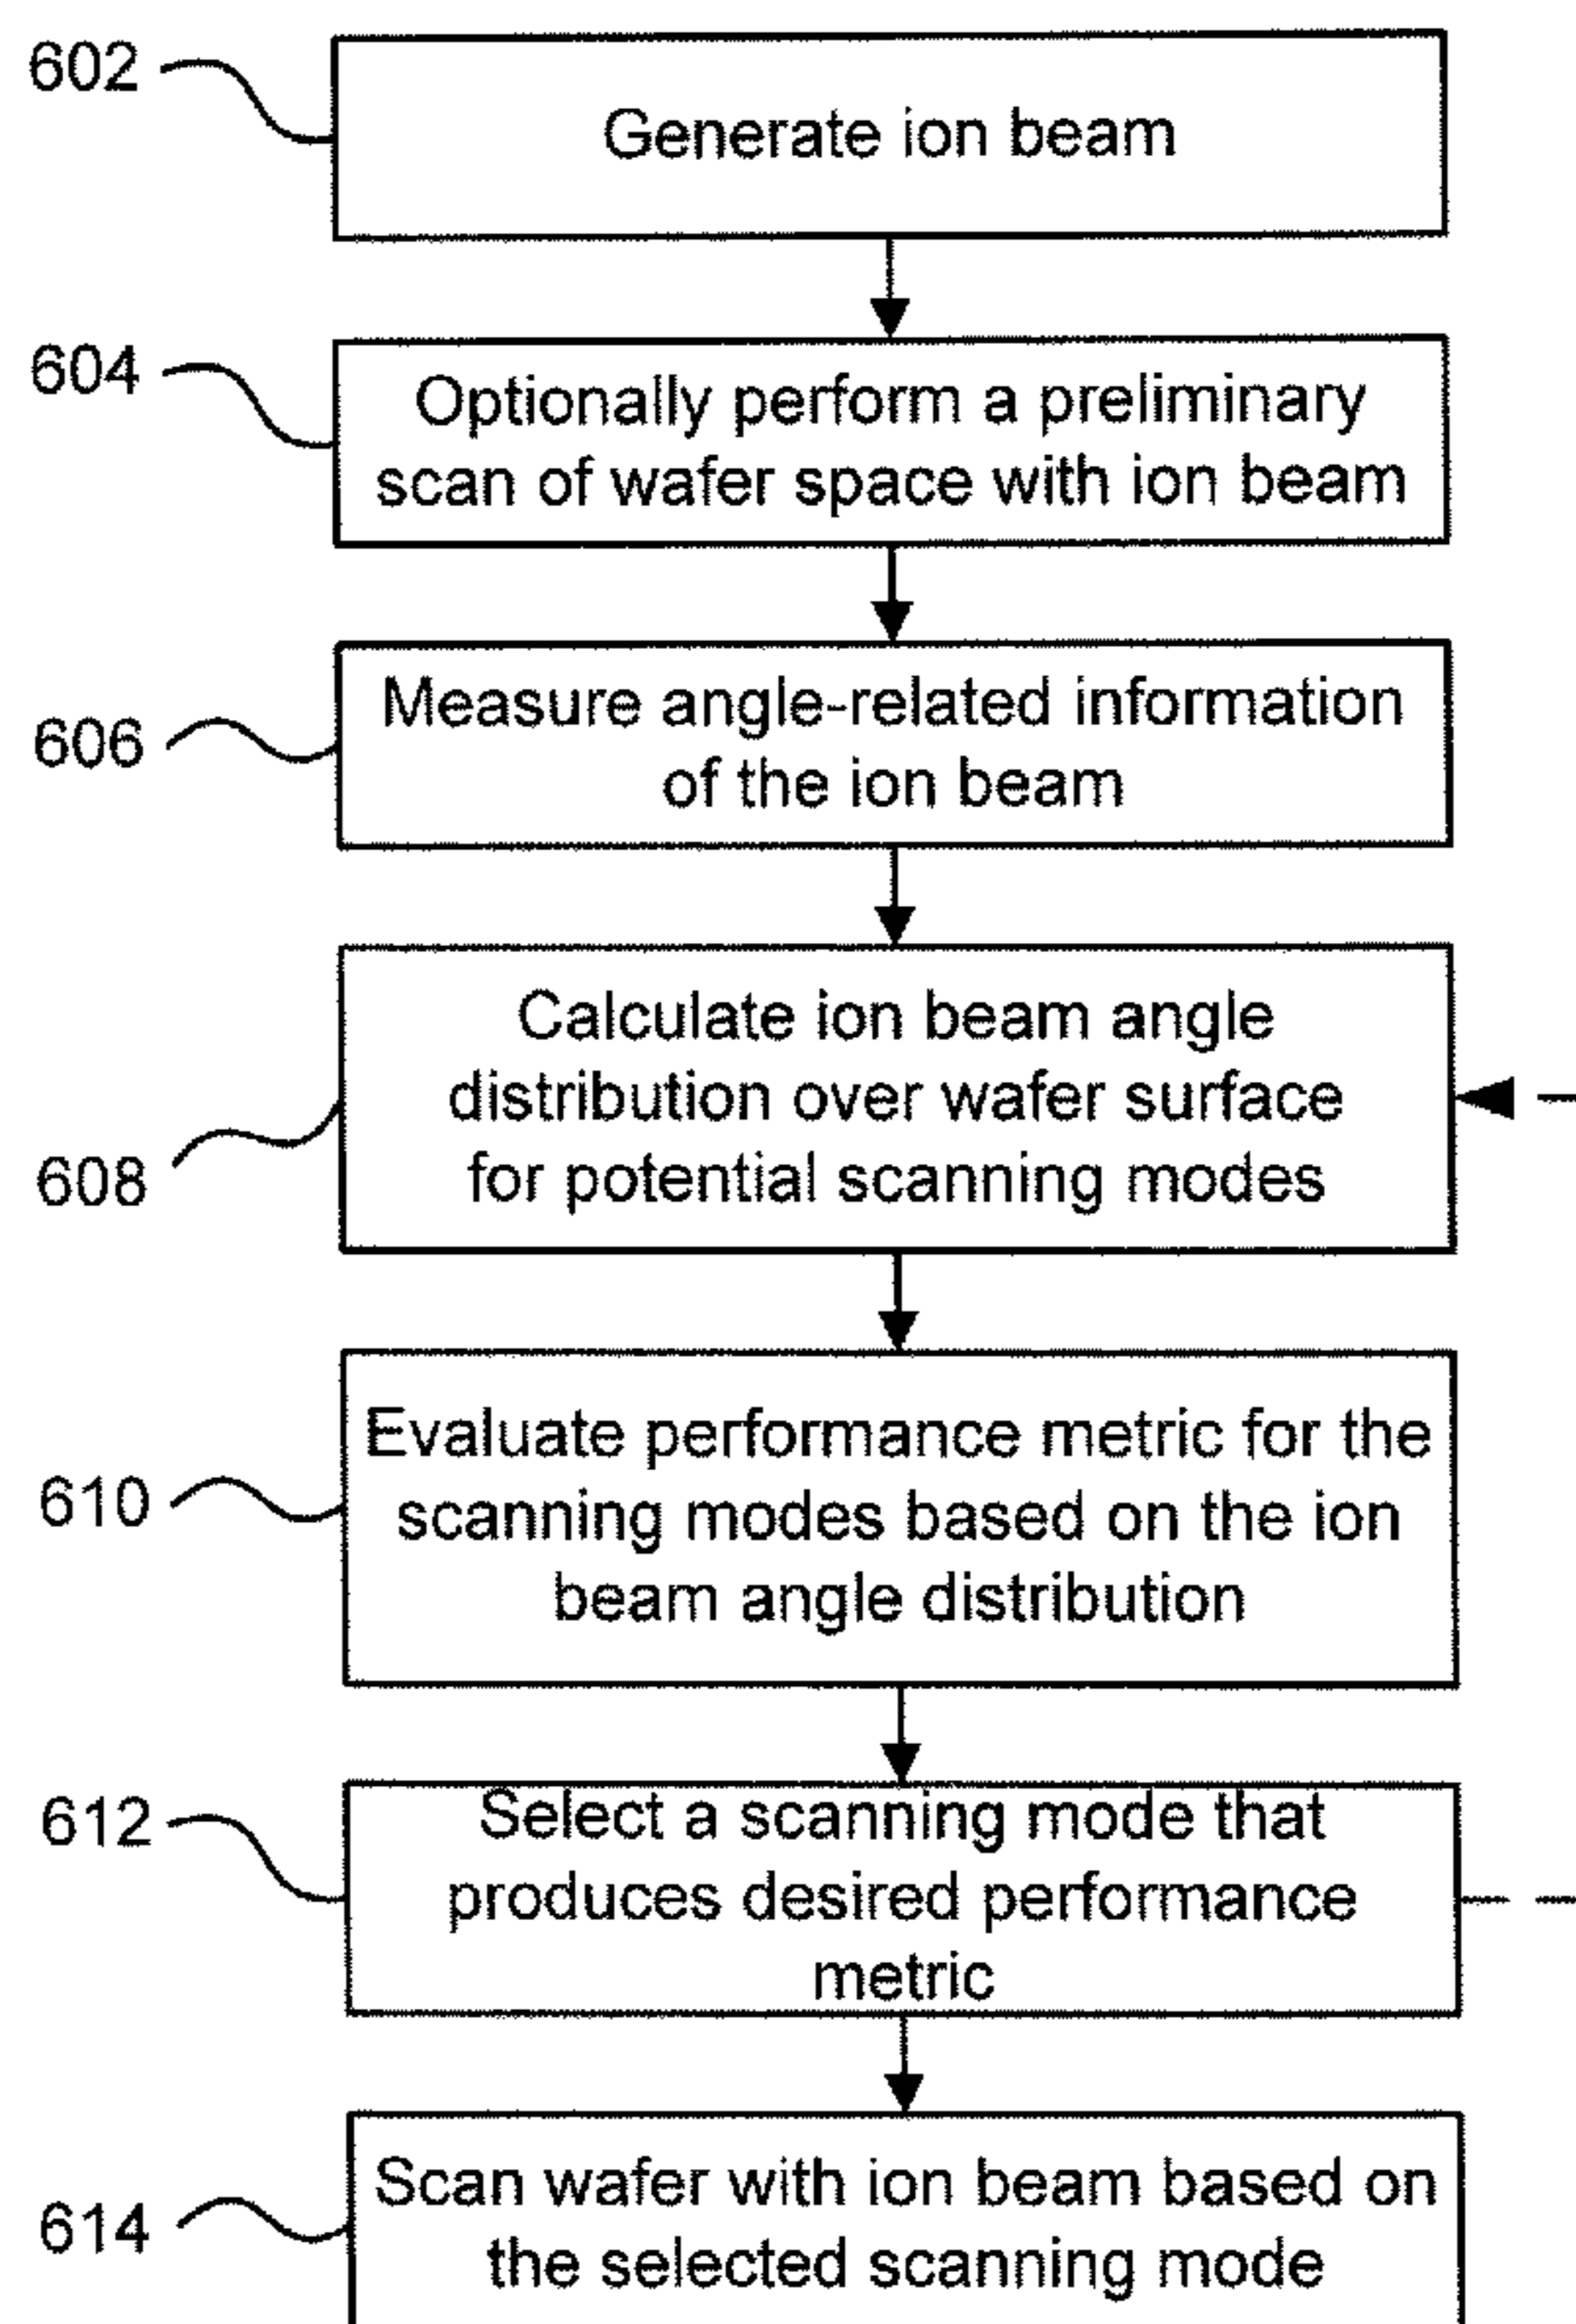 602
Generate ion beam
604
Optionally perform a preliminary
scan of wafer space with ion beam
606
Measure angle-related information
of the ion beam
608
Calculate ion beam angle
distribution over wafer surface
for potential scanning modes
610
Evaluate performance metric for the
scanning modes based on the ion
beam angle distribution
612
Select a scanning mode that
produces desired performance
metric
614
Scan wafer with ion beam based on
the selected scanning mode